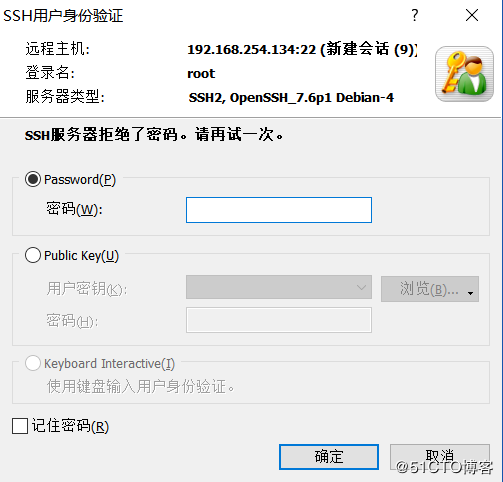 SSH用户身份验证
远程主机: 192.168.254.134:22 (新建会话 (9))
登录名: root
服务器类型: SSH2, OpenSSH_7.6p1 Debian-4
SSH服务器拒绝了密码。请再试一次。
Password(P)
密码(W):
Public Key(U)
用户密钥(K): 浏览(B)...
密码(H):
Keyboard Interactive(I)
使用键盘输入用户身份验证。
记住密码(R)
确定 取消
@51CTO博客